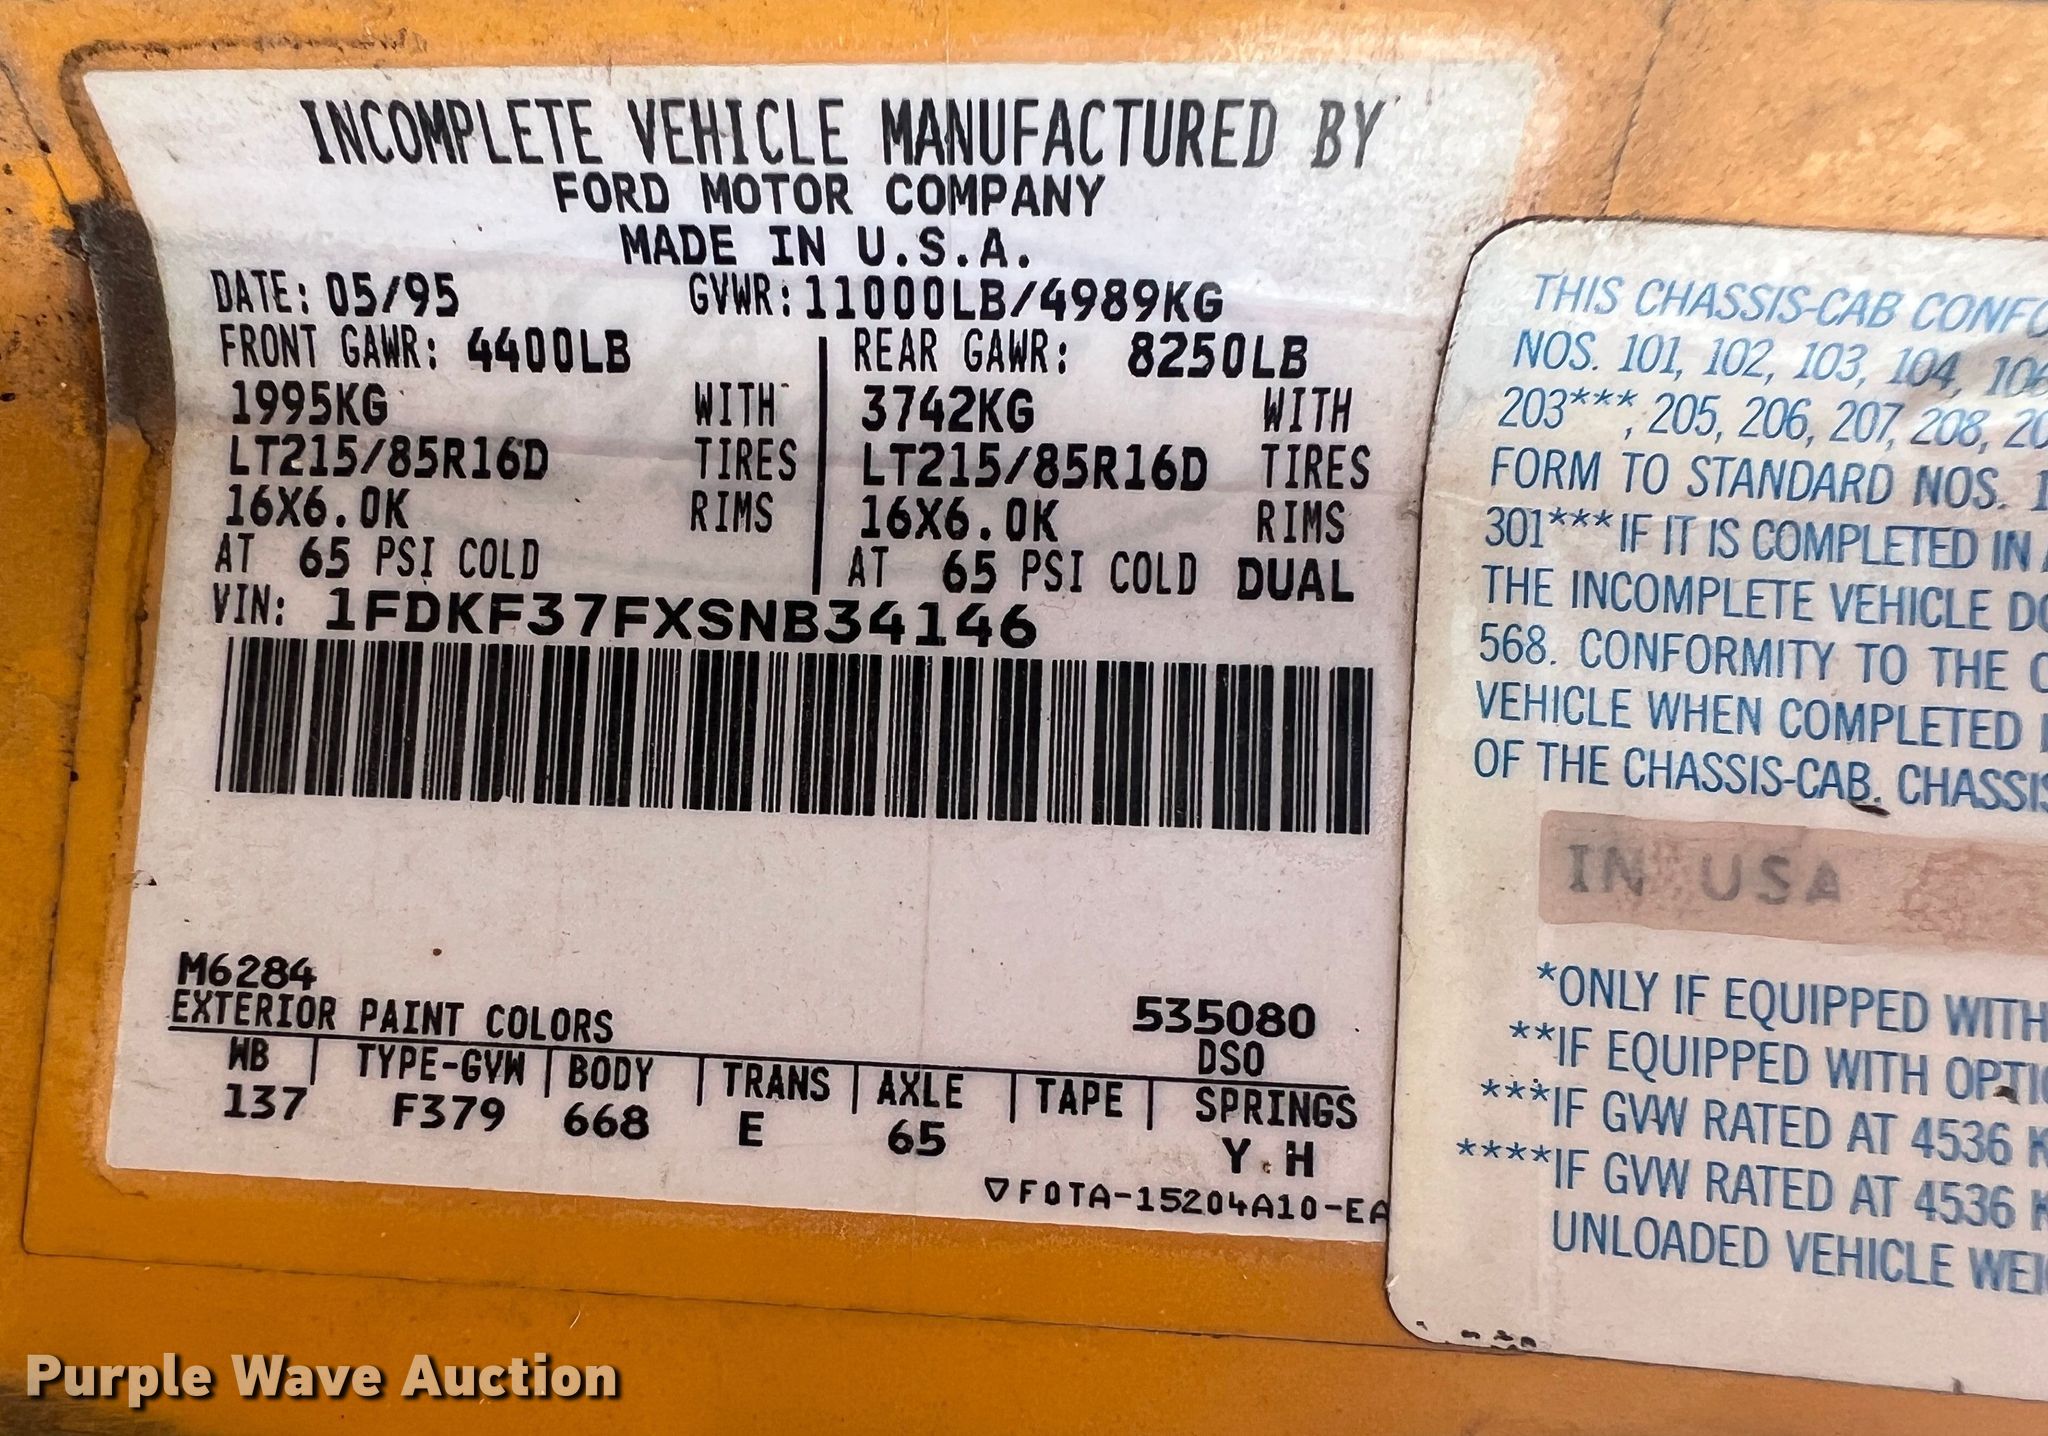 INCOMPLETE VEHICLE MANUFACTURED BY
FORD MOTOR COMPANY
MADE IN U.S.A.
DATE: 05/95 GVWR: 11000LB/4989KG
FRONT GAWR: 4400LB
1995KG WITH
LT215/85R16D TIRES
16X6.0K RIMS
AT 65 PSI COLD
REAR GAWR: 8250LB
3742KG WITH
LT215/85R16D TIRES
16X6.0K RIMS
AT 65 PSI COLD DUAL
VIN: 1FDKF37FXSNB34146
M6284
EXTERIOR PAINT COLORS
535080
DSO
WB | TYPE-GVW | BODY | TRANS | AXLE | TAPE | SPRINGS
137 F379 668 E 65 Y H
▽F0TA-15204A10-EA
THIS CHASSIS-CAB
NOS. 101, 102, 103, 104, 106
203***, 205, 206, 207, 208,
FORM TO STANDARD NOS.
301*** IF IT IS COMPLETED IN
THE INCOMPLETE VEHICLE
568. CONFORMITY TO THE
VEHICLE WHEN COMPLETED
OF THE CHASSIS-CAB.
IN USA
*ONLY IF EQUIPPED WITH
**IF EQUIPPED WITH
***IF GVW RATED AT 4536
****IF GVW RATED AT 4536
UNLOADED VEHICLE
Purple Wave Auction